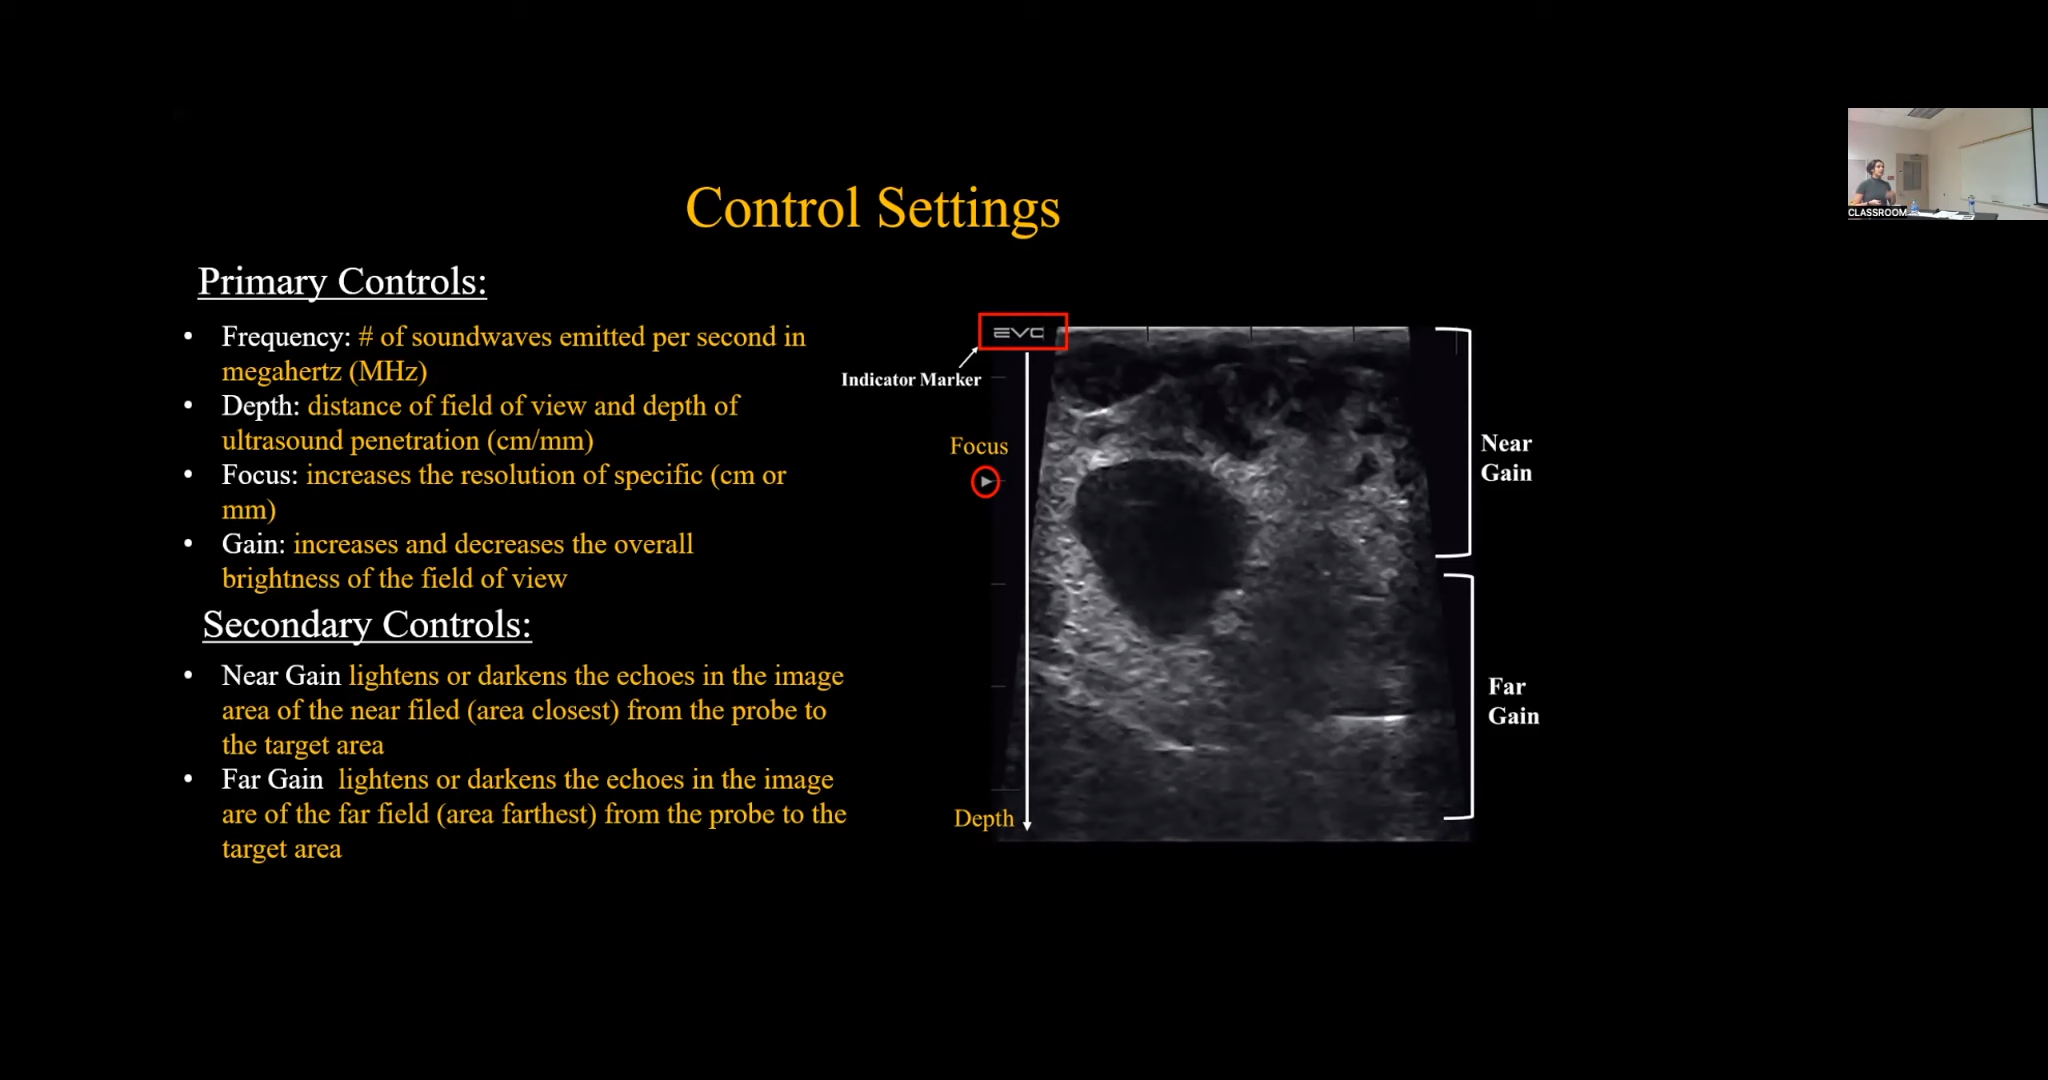 Control Settings
Primary Controls:
• Frequency: # of soundwaves emitted per second in
megahertz (MHz)
• Depth: distance of field of view and depth of
ultrasound penetration (cm/mm)
• Focus: increases the resolution of specific (cm or
mm)
• Gain: increases and decreases the overall
brightness of the field of view
Secondary Controls:
• Near Gain lightens or darkens the echoes in the image
area of the near filed (area closest) from the probe to
the target area
• Far Gain lightens or darkens the echoes in the image
are of the far field (area farthest) from the probe to the
target area
EVO
Indicator Marker
Focus
Depth
Near
Gain
Far
Gain
CLASSROOM